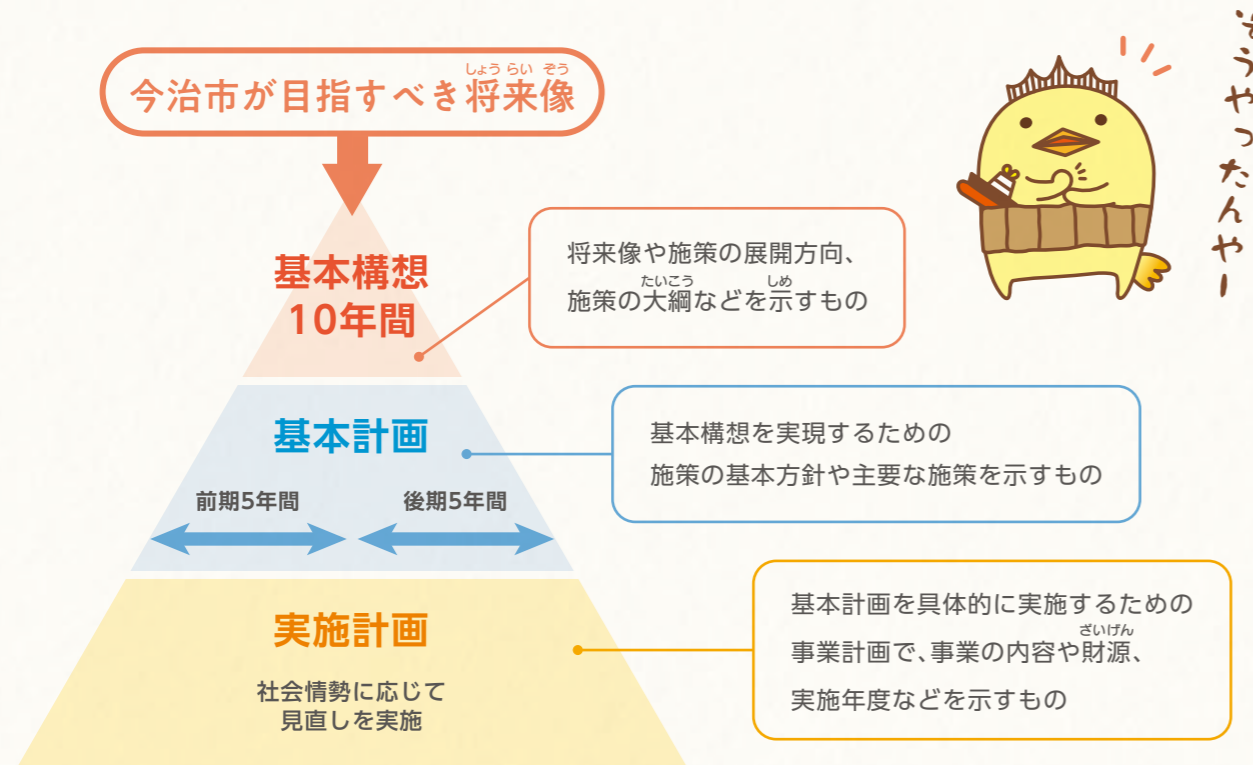 今治市が目指すべき将来像
しょうらいぞう
基本構想
10年間
将来像や施策の展開方向、
施策の大綱などを示すもの
たいこう
しめ
基本計画
前期5年間
後期5年間
基本構想を実現するための
施策の基本方針や主要な施策を示すもの
実施計画
社会情勢に応じて
見直しを実施
基本計画を具体的に実施するための
事業計画で、事業の内容や財源、
ざいげん
実施年度などを示すもの
そうやったんやー